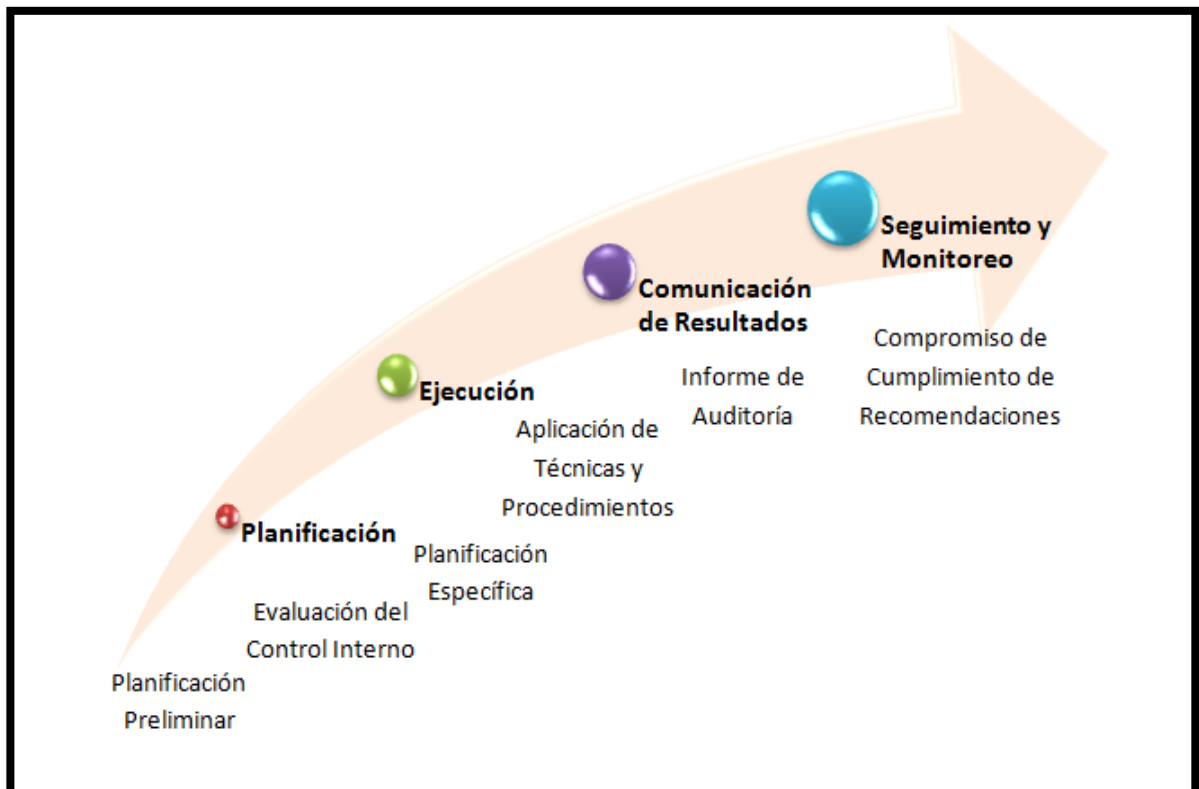 Seguimiento y
Monitoreo
Comunicación
de Resultados
Compromiso de
Cumplimiento de
Recomendaciones
Informe de
Auditoría
Ejecución
Aplicación de
Técnicas y
Procedimientos
Planificación
Planificación
Específica
Evaluación del
Control Interno
Planificación
Preliminar